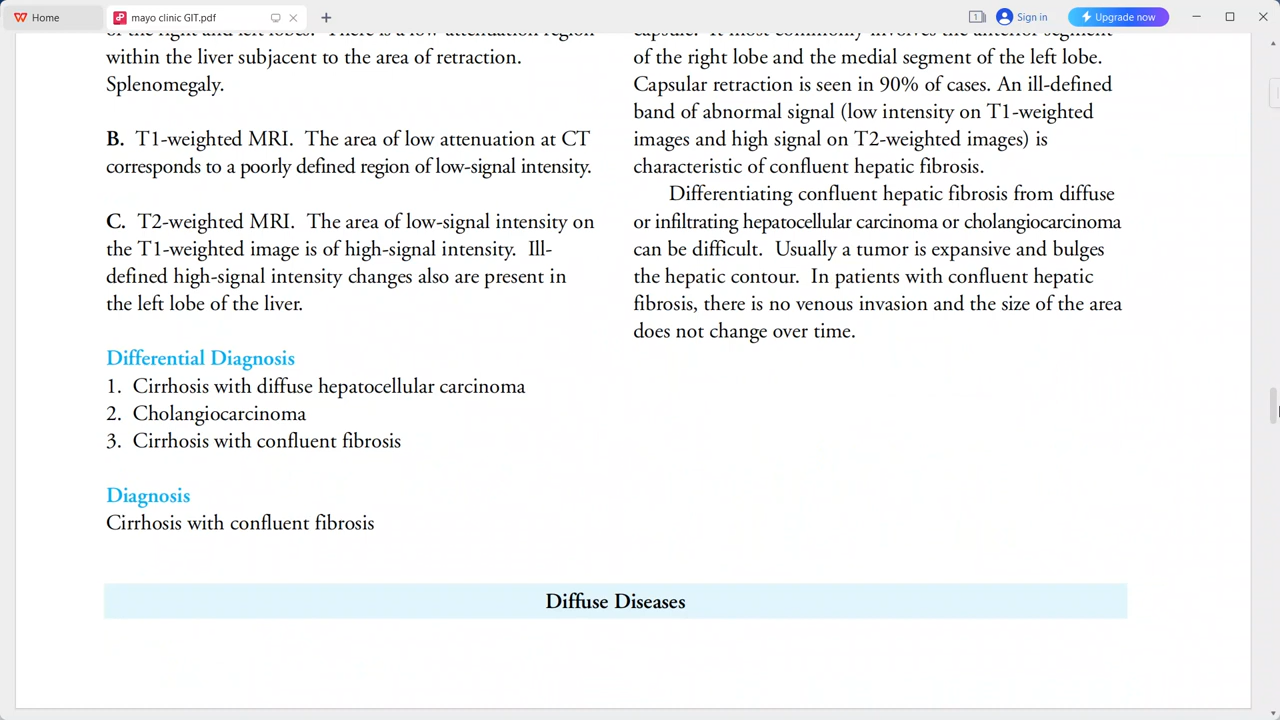 Home
mayo clinic GIT.pdf
1
Sign in
Upgrade now
within the liver subjacent to the area of retraction.
Splenomegaly.
B. T1-weighted MRI. The area of low attenuation at CT
corresponds to a poorly defined region of low-signal intensity.
C. T2-weighted MRI. The area of low-signal intensity on
the T1-weighted image is of high-signal intensity. Ill-
defined high-signal intensity changes also are present in
the left lobe of the liver.
Differential Diagnosis
1. Cirrhosis with diffuse hepatocellular carcinoma
2. Cholangiocarcinoma
3. Cirrhosis with confluent fibrosis
Diagnosis
Cirrhosis with confluent fibrosis
of the right lobe and the medial segment of the left lobe.
Capsular retraction is seen in 90% of cases. An ill-defined
band of abnormal signal (low intensity on T1-weighted
images and high signal on T2-weighted images) is
characteristic of confluent hepatic fibrosis.
Differentiating confluent hepatic fibrosis from diffuse
or infiltrating hepatocellular carcinoma or cholangiocarcinoma
can be difficult. Usually a tumor is expansive and bulges
the hepatic contour. In patients with confluent hepatic
fibrosis, there is no venous invasion and the size of the area
does not change over time.
Diffuse Diseases